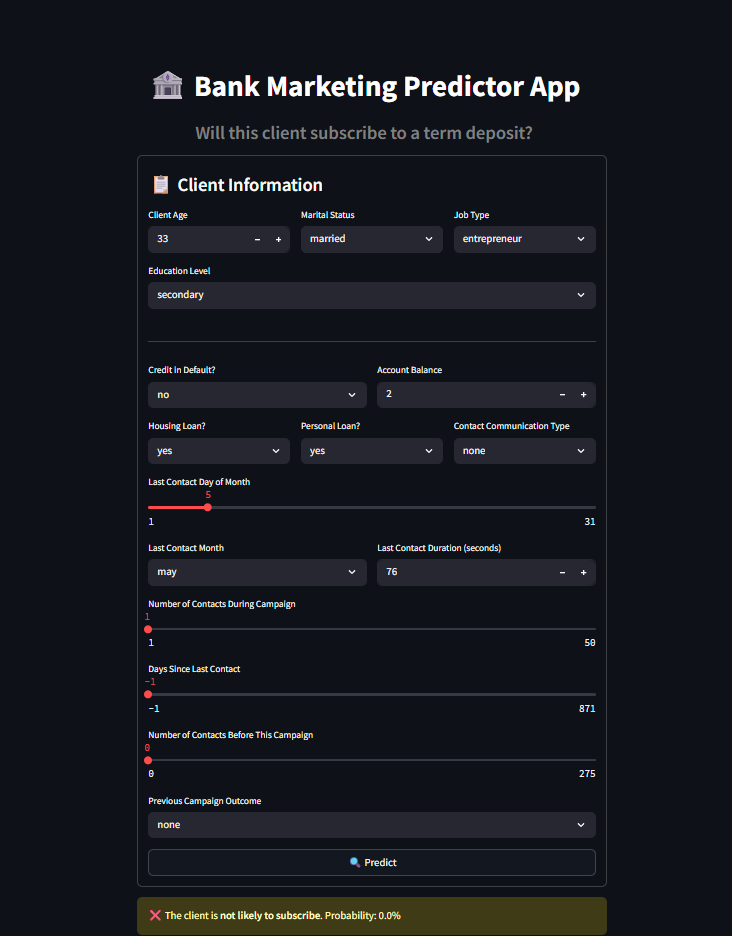 Bank Marketing Predictor App
Will this client subscribe to a term deposit?
Client Information
Client Age Marital Status Job Type
33 − + married entrepreneur
Education Level
secondary
Credit in Default? Account Balance
no 2 − +
Housing Loan? Personal Loan? Contact Communication Type
yes yes none
Last Contact Day of Month
5
1 31
Last Contact Month Last Contact Duration (seconds)
may 76 − +
Number of Contacts During Campaign
1
1 50
Days Since Last Contact
−1
−1 871
Number of Contacts Before This Campaign
0
0 275
Previous Campaign Outcome
none
Predict
The client is not likely to subscribe. Probability: 0.0%